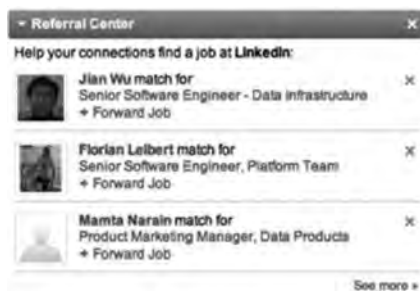 Referral Center
Help your connections find a job at LinkedIn:
Jian Wu match for
Senior Software Engineer - Data Infrastructure
+ Forward Job
Florian Leibert match for
Senior Software Engineer, Platform Team
+ Forward Job
Mamta Narain match for
Product Marketing Manager, Data Products
+ Forward Job
See more »